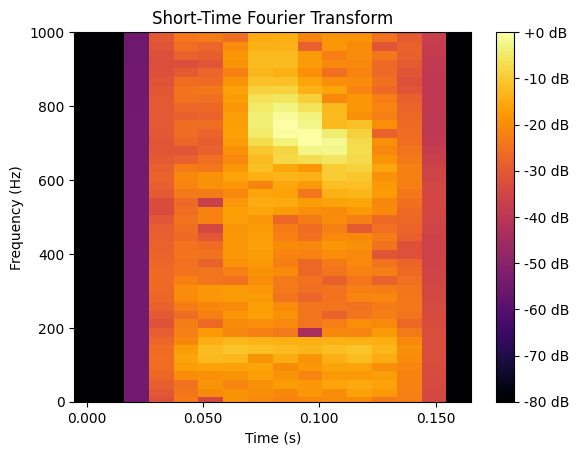 Short-Time Fourier Transform
1000
800
600
400
200
0
Frequency (Hz)
0.000
0.050
0.100
0.150
Time (s)
+0 dB
-10 dB
-20 dB
-30 dB
-40 dB
-50 dB
-60 dB
-70 dB
-80 dB